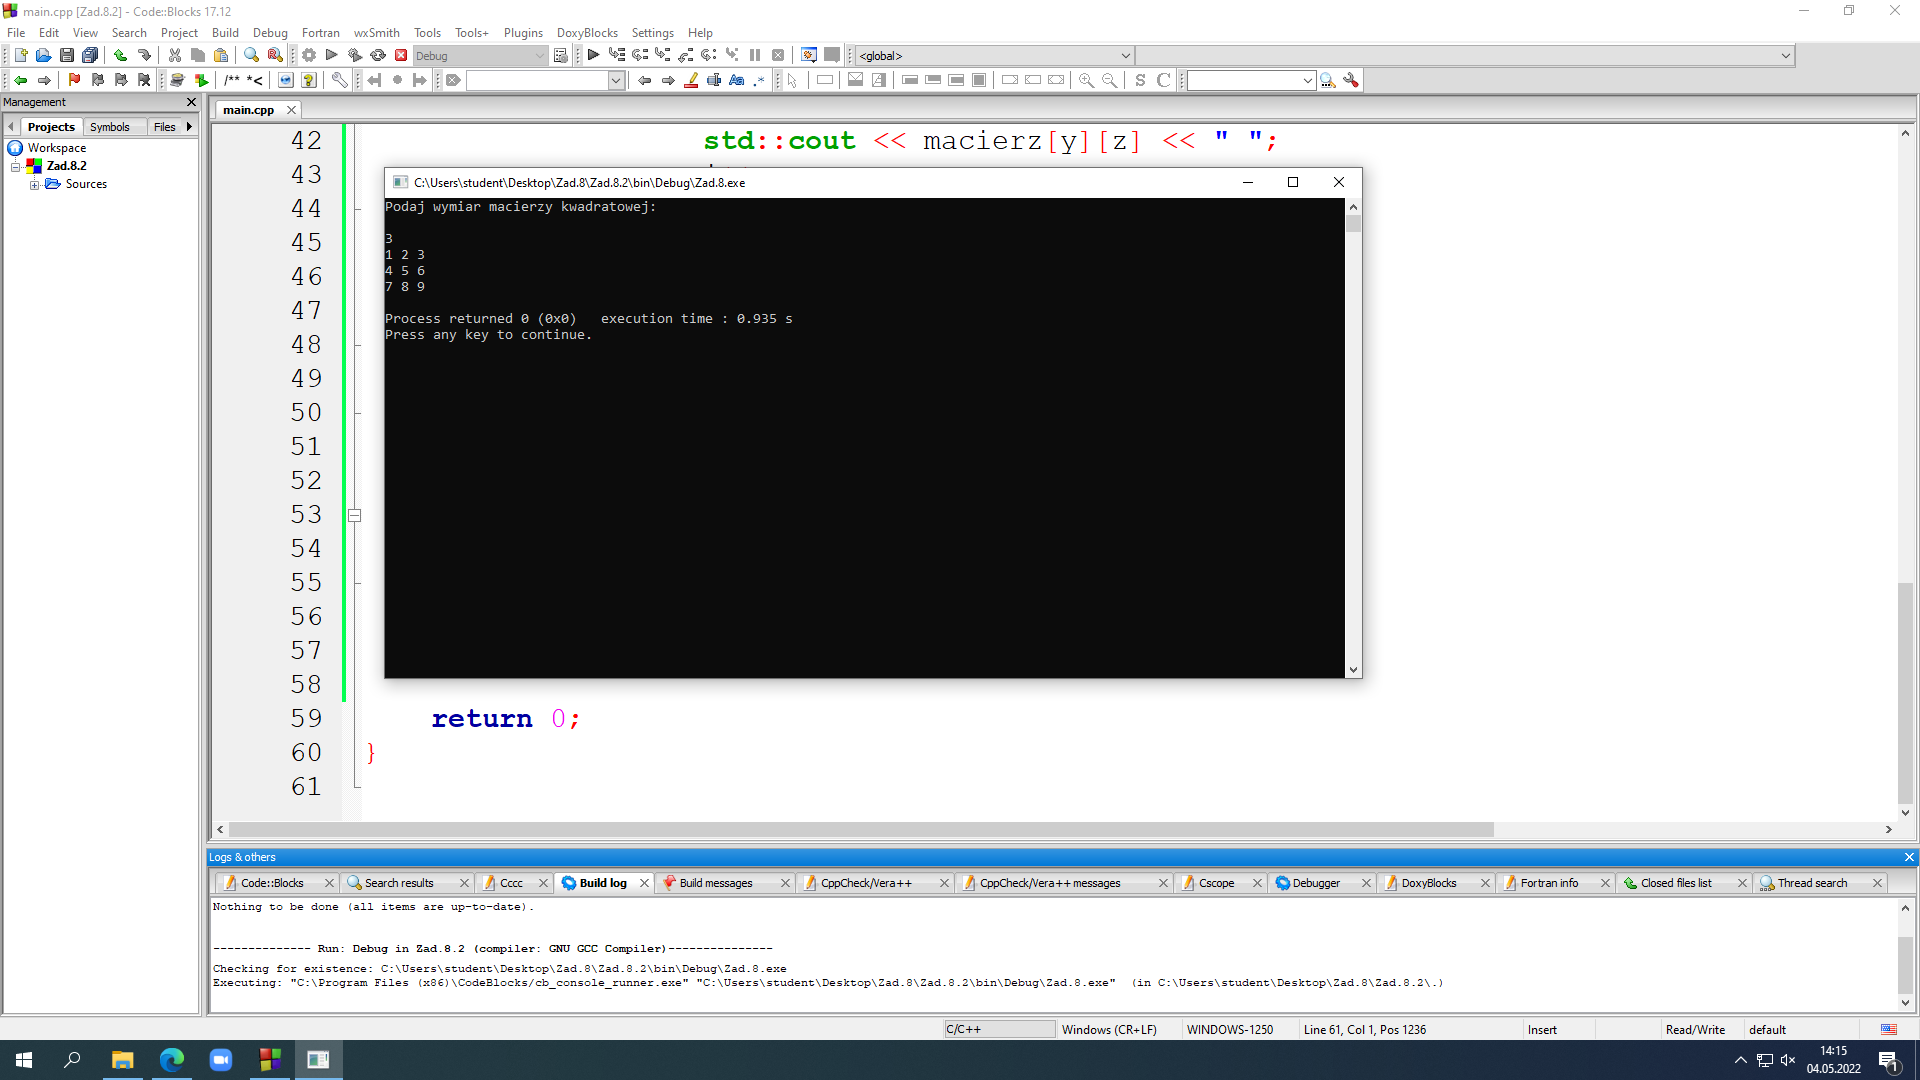 main.cpp [Zad.8.2] - Code::Blocks 17.12
File Edit View Search Project Build Debug Fortran wxSmith Tools Tools+ Plugins DoxyBlocks Settings Help
Debug
<global>
/** *<
Management
main.cpp
Projects Symbols Files
Workspace
Zad.8.2
Sources
42 std::cout << macierz[y][z] << " ";
43
44
45
46
47
48
49
50
51
52
53
54
55
56
57
58
59 return 0;
60 }
61
C:\Users\student\Desktop\Zad.8\Zad.8.2\bin\Debug\Zad.8.exe
Podaj wymiar macierzy kwadratowej:
3
1 2 3
4 5 6
7 8 9
Process returned 0 (0x0)   execution time : 0.935 s
Press any key to continue.
Logs & others
Code::Blocks Search results Cccc Build log Build messages CppCheck/Vera++ CppCheck/Vera++ messages Cscope Debugger DoxyBlocks Fortran info Closed files list Thread search
Nothing to be done (all items are up-to-date).
-------------- Run: Debug in Zad.8.2 (compiler: GNU GCC Compiler)---------------
Checking for existence: C:\Users\student\Desktop\Zad.8\Zad.8.2\bin\Debug\Zad.8.exe
Executing: "C:\Program Files (x86)\CodeBlocks/cb_console_runner.exe" "C:\Users\student\Desktop\Zad.8\Zad.8.2\bin\Debug\Zad.8.exe"  (in C:\Users\student\Desktop\Zad.8\Zad.8.2\.)
C/C++ Windows (CR+LF) WINDOWS-1250 Line 61, Col 1, Pos 1236 Insert Read/Write default
14:15
04.05.2022
1